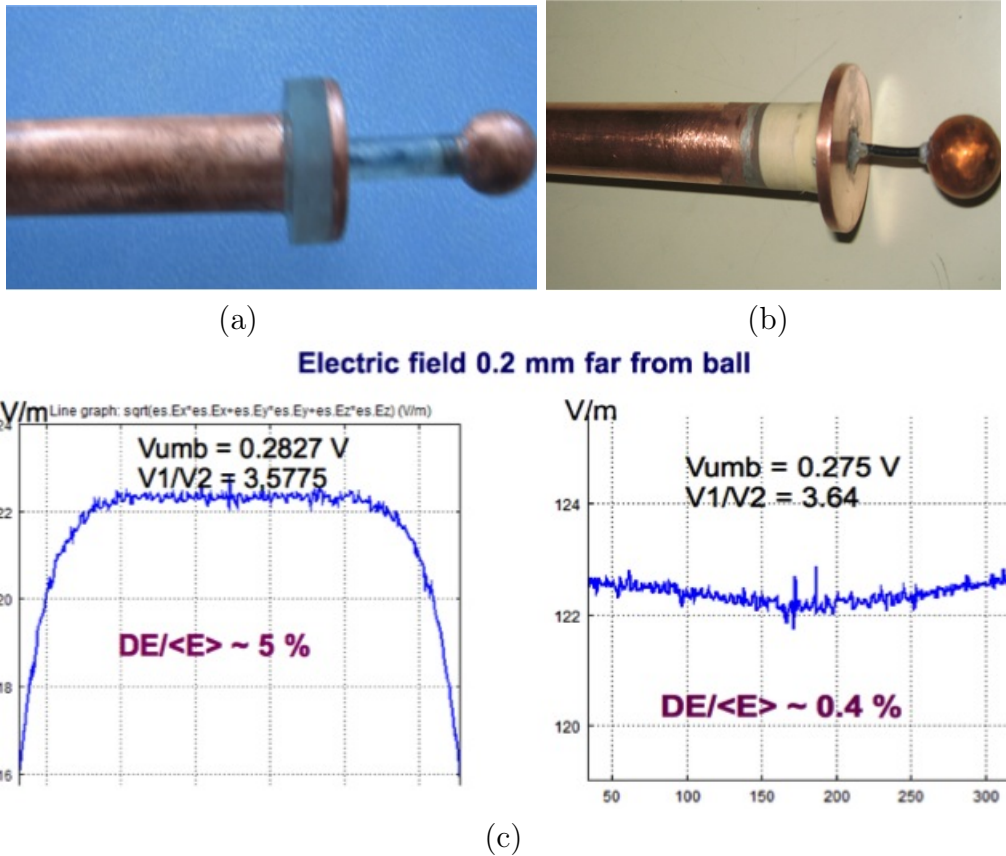 (a)
(b)
Electric field 0.2 mm far from ball
V/m Line graph: sqrt(es.Ex*es.Ex+es.Ey*es.Ey+es.Ez*es.Ez) (V/m)
24
Vumb = 0.2827 V
V1/V2 = 3.5775
22
20
DE/<E> ~ 5 %
18
16
V/m
Vumb = 0.275 V
V1/V2 = 3.64
124
122
DE/<E> ~ 0.4 %
120
50 100 150 200 250 300
(c)